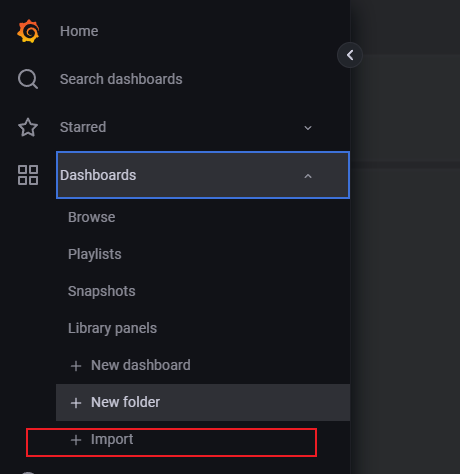 Home
Search dashboards
Starred
Dashboards
Browse
Playlists
Snapshots
Library panels
+ New dashboard
+ New folder
+ Import